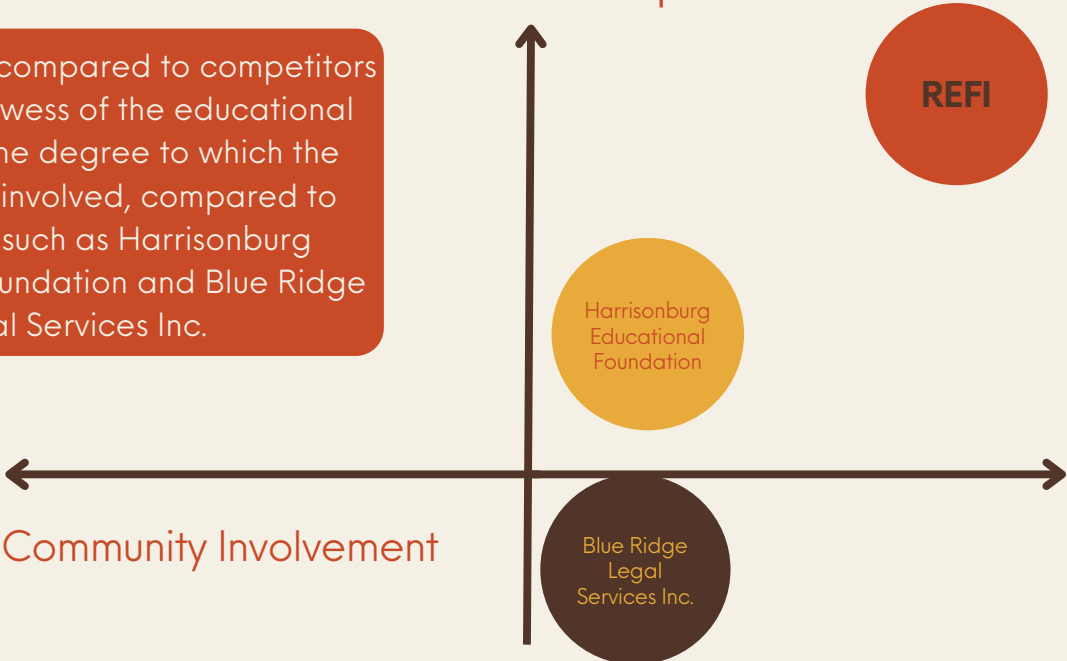 compared to competitors
wess of the educational
he degree to which the
involved, compared to
such as Harrisonburg
undation and Blue Ridge
al Services Inc.
REFI
Harrisonburg
Educational
Foundation
Community Involvement
Blue Ridge
Legal
Services Inc.